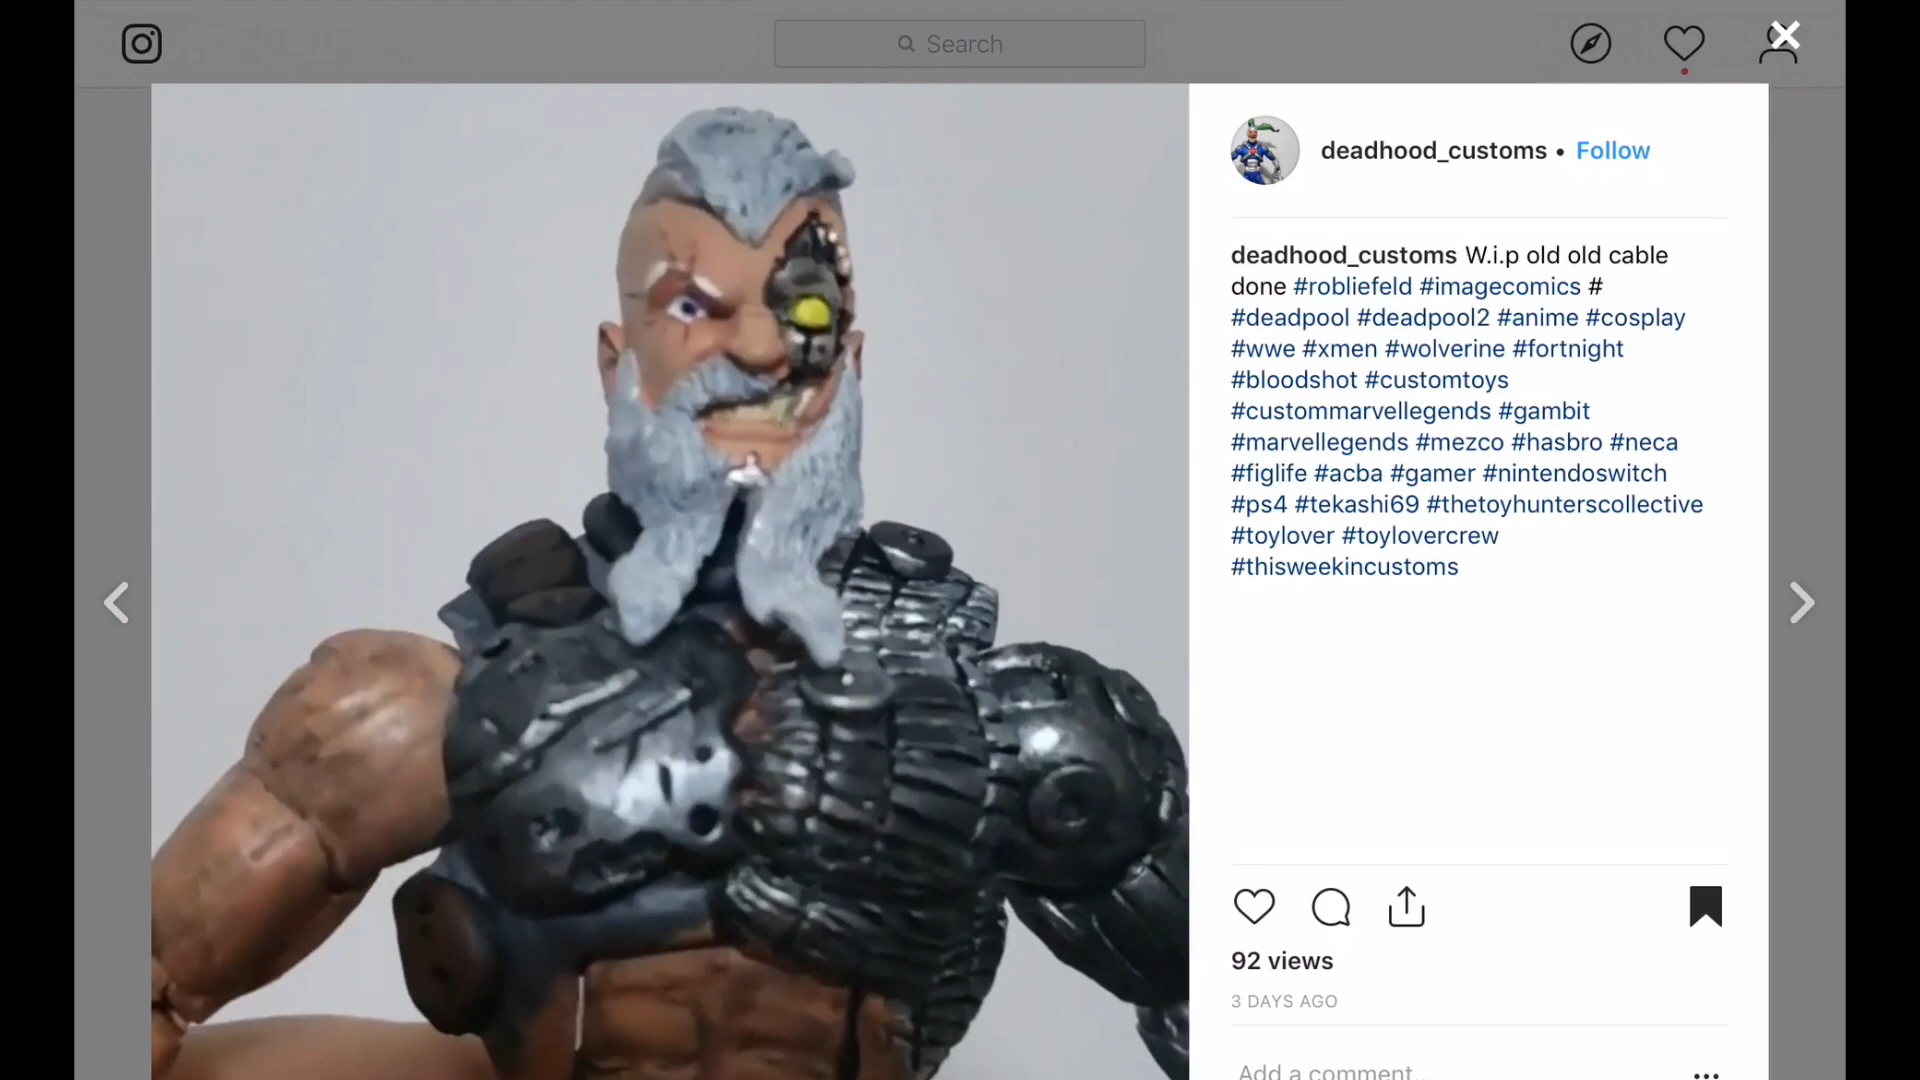 Search
deadhood_customs • Follow
deadhood_customs W.i.p old old cable
done #robliefeld #imagecomics #
#deadpool #deadpool2 #anime #cosplay
#wwe #xmen #wolverine #fortnight
#bloodshot #customtoys
#custommarvellegends #gambit
#marvellegends #mezco #hasbro #neca
#figlife #acba #gamer #nintendoswitch
#ps4 #tekashi69 #thetoyhunterscollective
#toylover #toylovercrew
#thisweekincustoms
92 views
3 DAYS AGO
Add a comment...